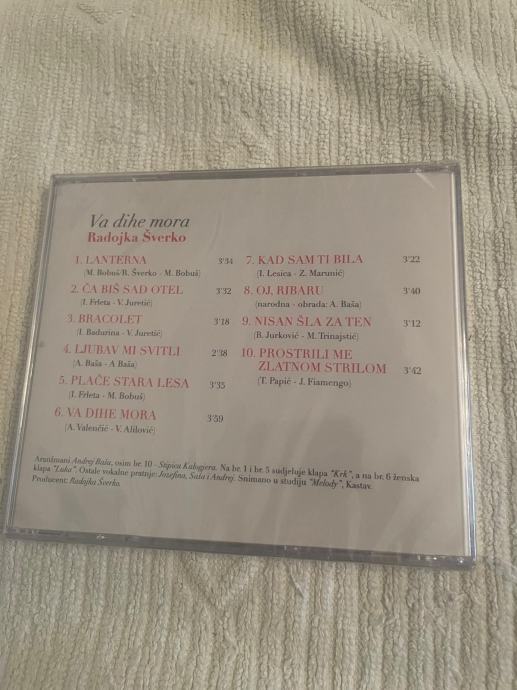 Va dihe mora
Radojka Šverko
1. LANTERNA 3'34
(M. Bobuš/R. Šverko - M. Bobuš)
2. ČA BIŠ SAD OTEL 3'32
(I. Frleta - V. Juretić)
3. BRACOLET 3'18
(I. Badurina - V. Juretić)
4. LJUBAV MI SVITLI 2'38
(A. Baša - A Baša)
5. PLAČE STARA LESA 3'35
(I. Frleta - M. Bobuš)
6. VA DIHE MORA 3'59
(A. Valenčić - V. Alilović)
7. KAD SAM TI BILA 3'22
(I. Lesica - Z. Marunić)
8. OJ, RIBARU 3'40
(narodna - obrada: A. Baša)
9. NISAN ŠLA ZA TEN 3'12
(B. Jurković - M. Trinajstić)
10. PROSTRILI ME
ZLATNOM STRILOM 3'42
(T. Papić - J. Fiamengo)
Aranžmani Andrej Baša, osim br. 10 - Stipica Kalogjera. Na br. 1 i br. 5 sudjeluje klapa "Krk", a na br. 6 ženska
klapa "Luka". Ostale vokalne pratnje: Josefina, Saša i Andrej. Snimano u studiju "Melody", Kastav.
Producent: Radojka Šverko.